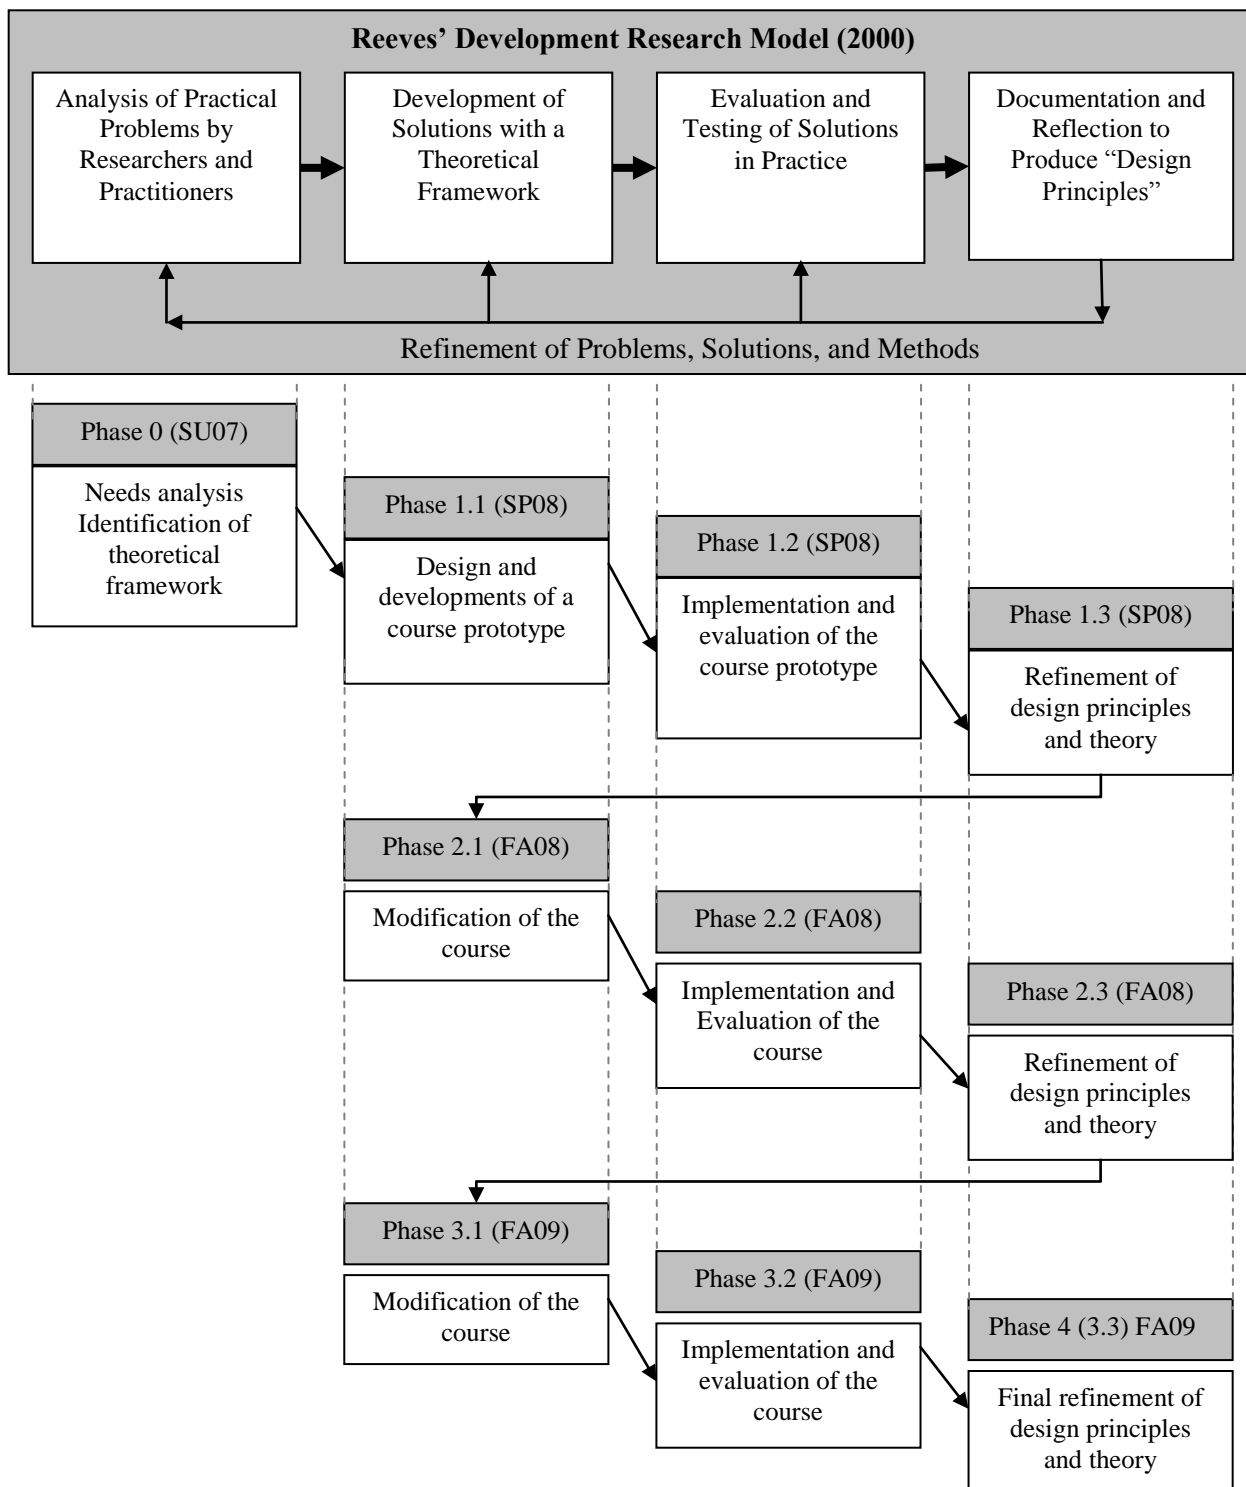 Reeves’ Development Research Model (2000)
Analysis of Practical
Problems by
Researchers and
Practitioners
Development of
Solutions with a
Theoretical
Framework
Evaluation and
Testing of Solutions
in Practice
Documentation and
Reflection to
Produce “Design
Principles”
Refinement of Problems, Solutions, and Methods
Phase 0 (SU07)
Needs analysis
Identification of
theoretical
framework
Phase 1.1 (SP08)
Design and
developments of a
course prototype
Phase 1.2 (SP08)
Implementation and
evaluation of the
course prototype
Phase 1.3 (SP08)
Refinement of
design principles
and theory
Phase 2.1 (FA08)
Modification of the
course
Phase 2.2 (FA08)
Implementation and
Evaluation of the
course
Phase 2.3 (FA08)
Refinement of
design principles
and theory
Phase 3.1 (FA09)
Modification of the
course
Phase 3.2 (FA09)
Implementation and
evaluation of the
course
Phase 4 (3.3) FA09
Final refinement of
design principles
and theory